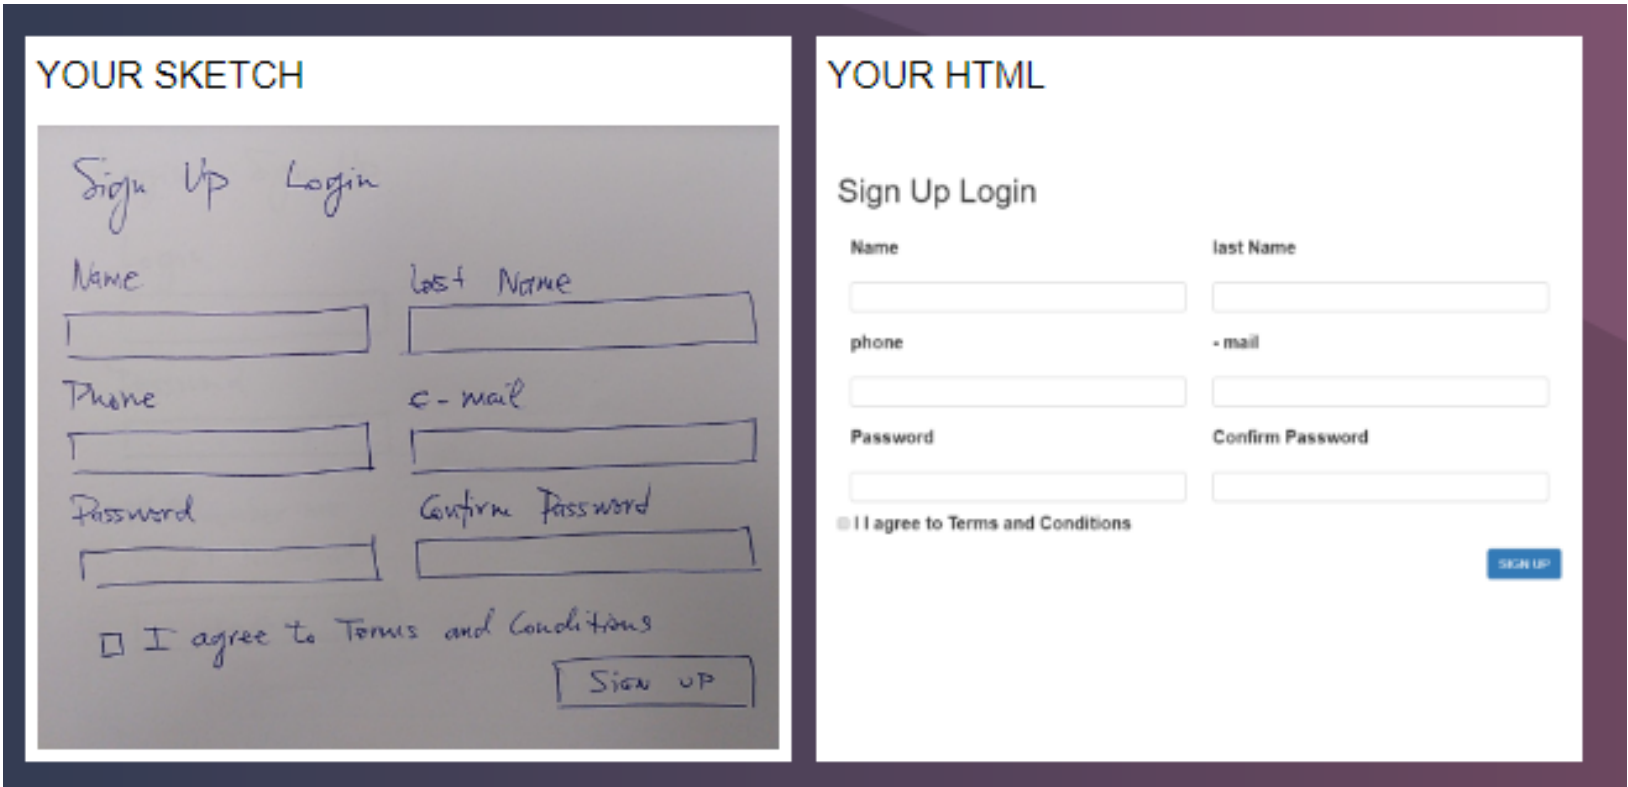 YOUR SKETCH
Sign Up Login
Name Last Name
Phone e-mail
Password Confirm Password
I agree to Terms and Conditions
SIGN UP
YOUR HTML
Sign Up Login
Name last Name
phone - mail
Password Confirm Password
I I agree to Terms and Conditions
SIGN UP